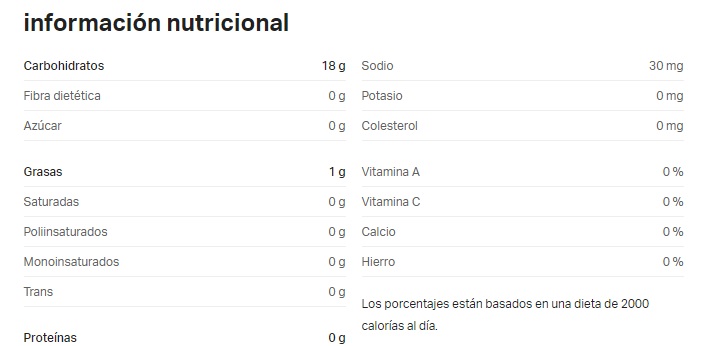 información nutricional
Carbohidratos 18 g
Fibra dietética 0 g
Azúcar 0 g
Grasas 1 g
Saturadas 0 g
Poliinsaturados 0 g
Monoinsaturados 0 g
Trans 0 g
Proteínas 0 g
Sodio 30 mg
Potasio 0 mg
Colesterol 0 mg
Vitamina A 0 %
Vitamina C 0 %
Calcio 0 %
Hierro 0 %
Los porcentajes están basados en una dieta de 2000
calorías al día.